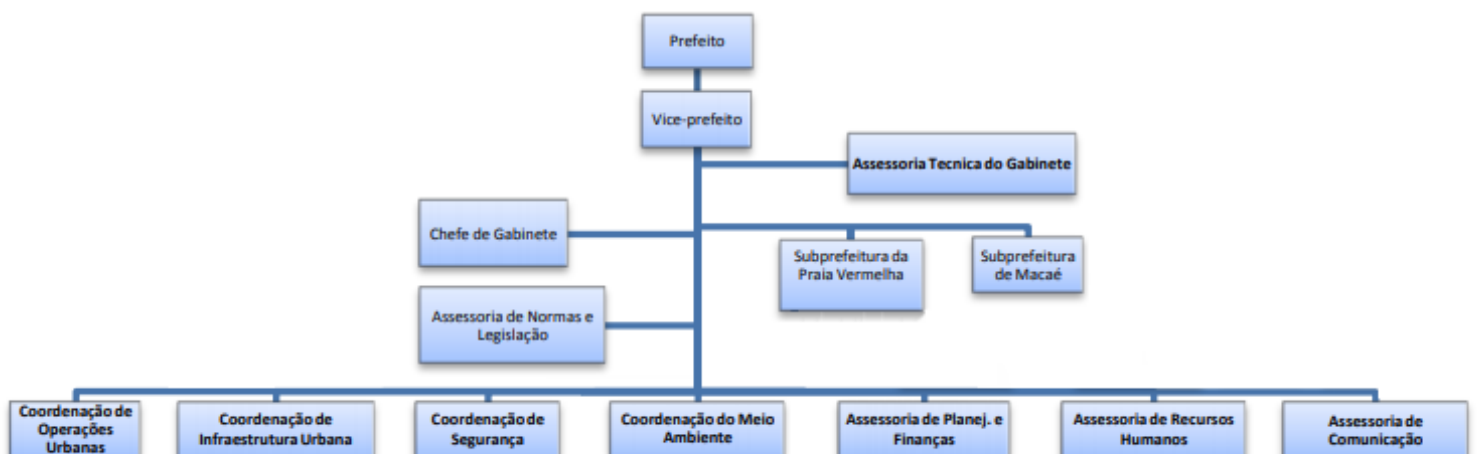 Prefeito
Vice-prefeito
Assessoria Tecnica do Gabinete
Chefe de Gabinete
Subprefeitura da
Praia Vermelha
Subprefeitura
de Macaé
Assessoria de Normas e
Legislação
Coordenação de
Operações
Urbanas
Coordenação de
Infraestrutura Urbana
Coordenação de
Segurança
Coordenação do Meio
Ambiente
Assessoria de Planej. e
Finanças
Assessoria de Recursos
Humanos
Assessoria de
Comunicação